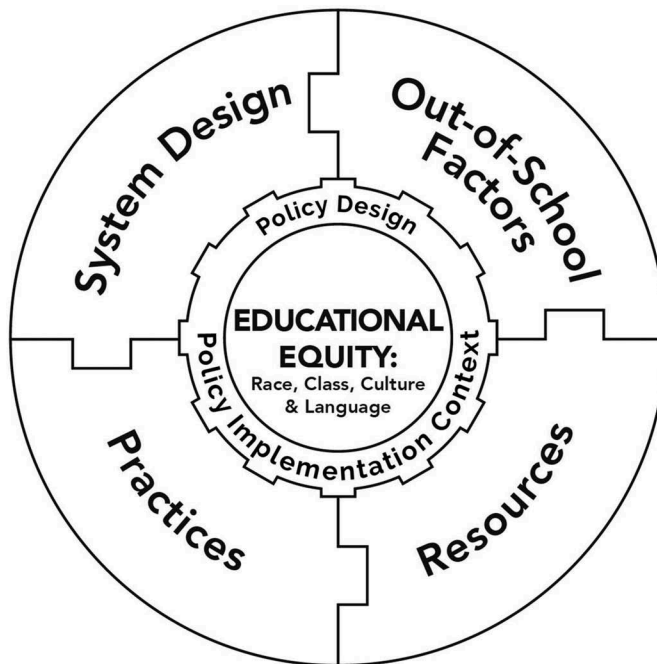 System Design
Out-of-School
Factors
Policy Design
EDUCATIONAL
EQUITY:
Race, Class, Culture
& Language
Policy Implementation Context
Practices
Resources